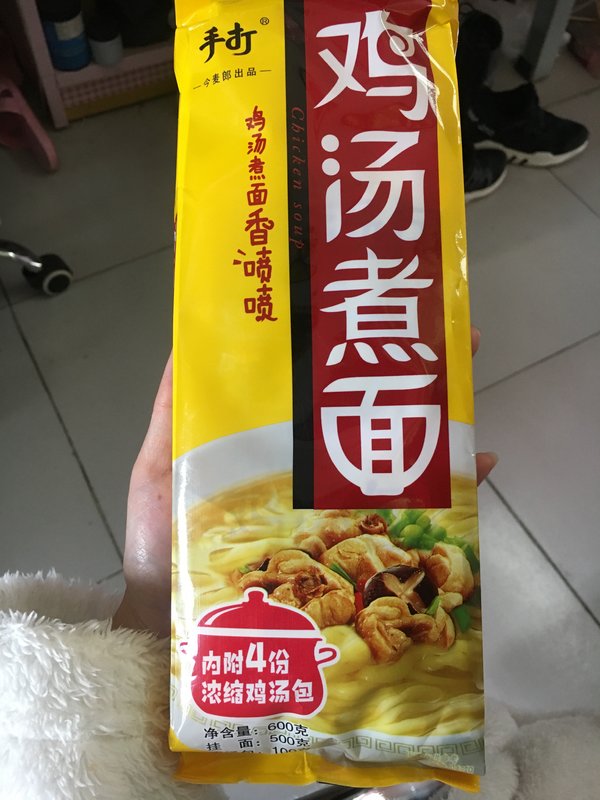 手打®
今麦郎出品
鸡汤煮面香喷喷
Chicken soup
鸡汤煮面
内附4份
浓缩鸡汤包
净含量：600克
挂 面：500克